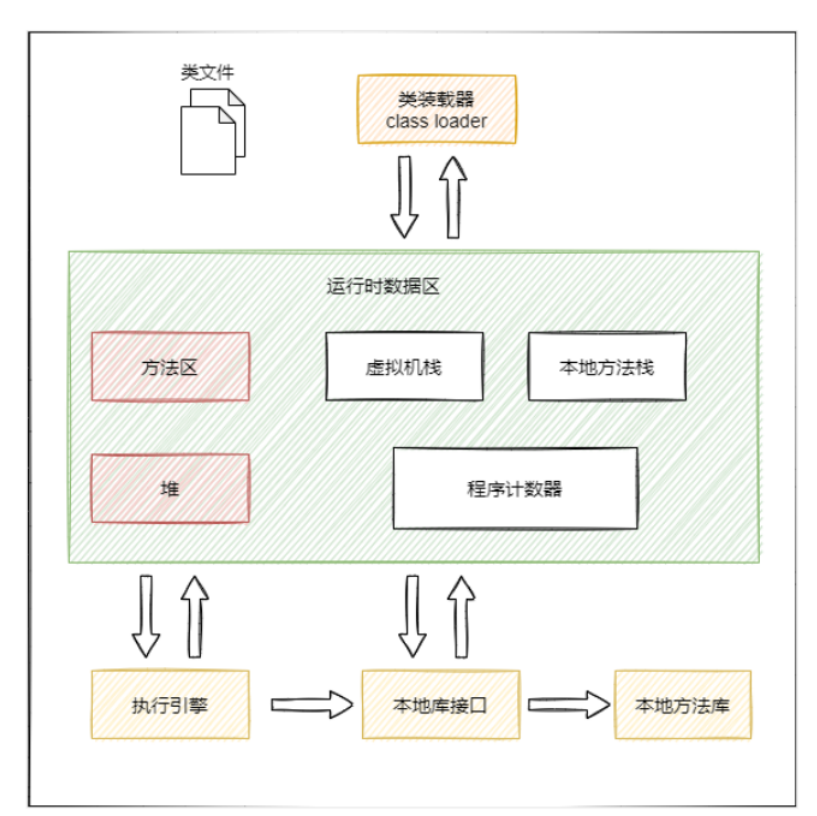 类文件
类装载器
class loader
运行时数据区
方法区
虚拟机栈
本地方法栈
堆
程序计数器
执行引擎
本地库接口
本地方法库